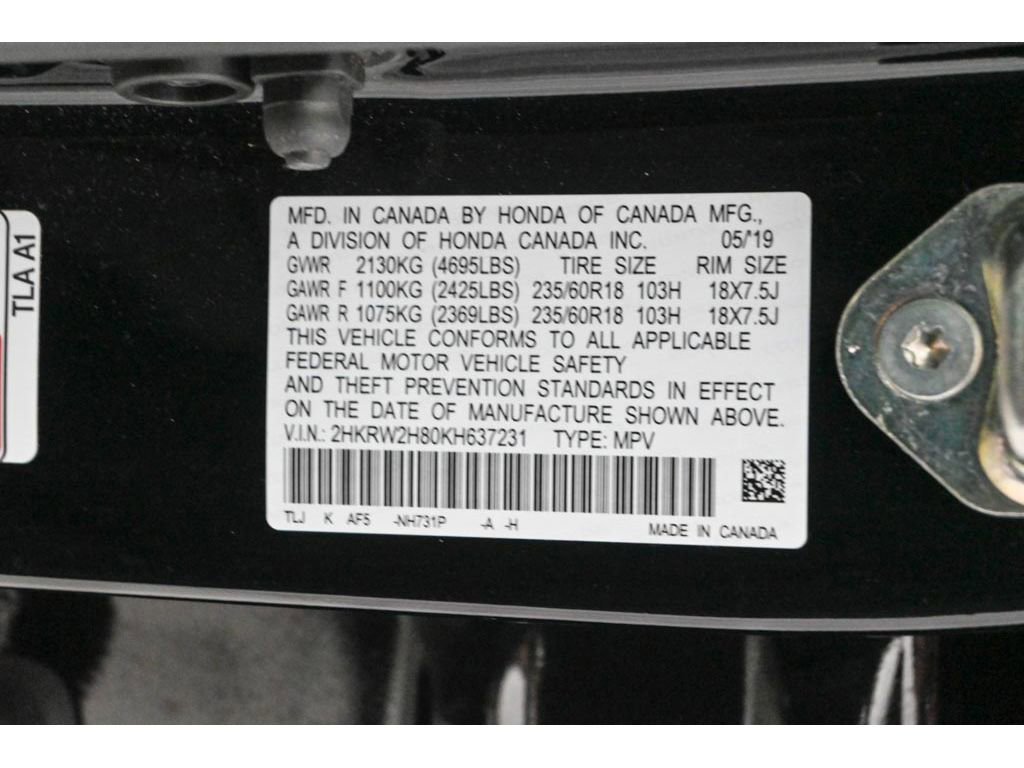 MFD. IN CANADA BY HONDA OF CANADA MFG.,
A DIVISION OF HONDA CANADA INC. 05/'19
GVWR 2130KG (4695LBS) TIRE SIZE RIM SIZE
GAWR F 1100KG (2425LBS) 235/60R18 103H 18X7.5J
GAWR R 1075KG (2369LBS) 235/60R18 103H 18X7.5J
THIS VEHICLE CONFORMS TO ALL APPLICABLE
FEDERAL MOTOR VEHICLE SAFETY
AND THEFT PREVENTION STANDARDS IN EFFECT
ON THE DATE OF MANUFACTURE SHOWN ABOVE.
V.I.N.: 2HKRW2H80KH637231 TYPE: MPV
TLJ K AF5 -NH731P -A -H
MADE IN CANADA
TLA A1